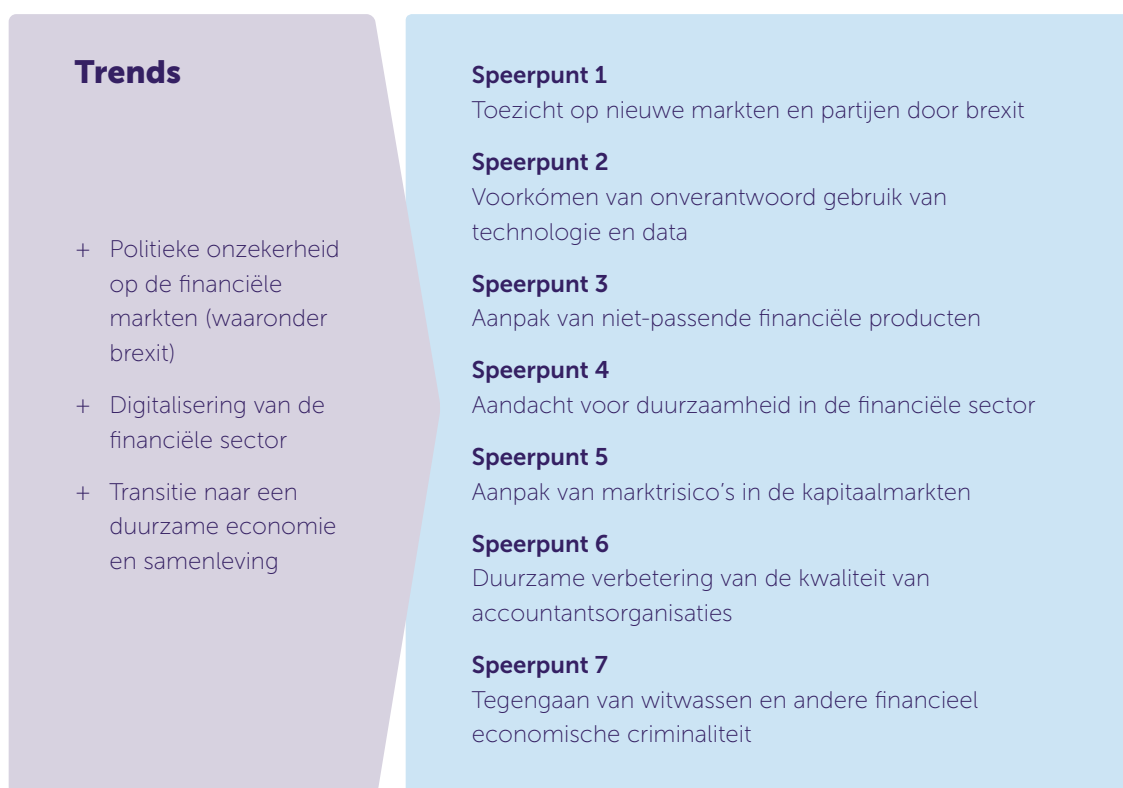 Trends
+ Politieke onzekerheid
op de financiële
markten (waaronder
brexit)
+ Digitalisering van de
financiële sector
+ Transitie naar een
duurzame economie
en samenleving
Speerpunt 1
Toezicht op nieuwe markten en partijen door brexit
Speerpunt 2
Voorkómen van onverantwoord gebruik van
technologie en data
Speerpunt 3
Aanpak van niet-passende financiële producten
Speerpunt 4
Aandacht voor duurzaamheid in de financiële sector
Speerpunt 5
Aanpak van marktrisico’s in de kapitaalmarkten
Speerpunt 6
Duurzame verbetering van de kwaliteit van
accountantsorganisaties
Speerpunt 7
Tegengaan van witwassen en andere financieel
economische criminaliteit